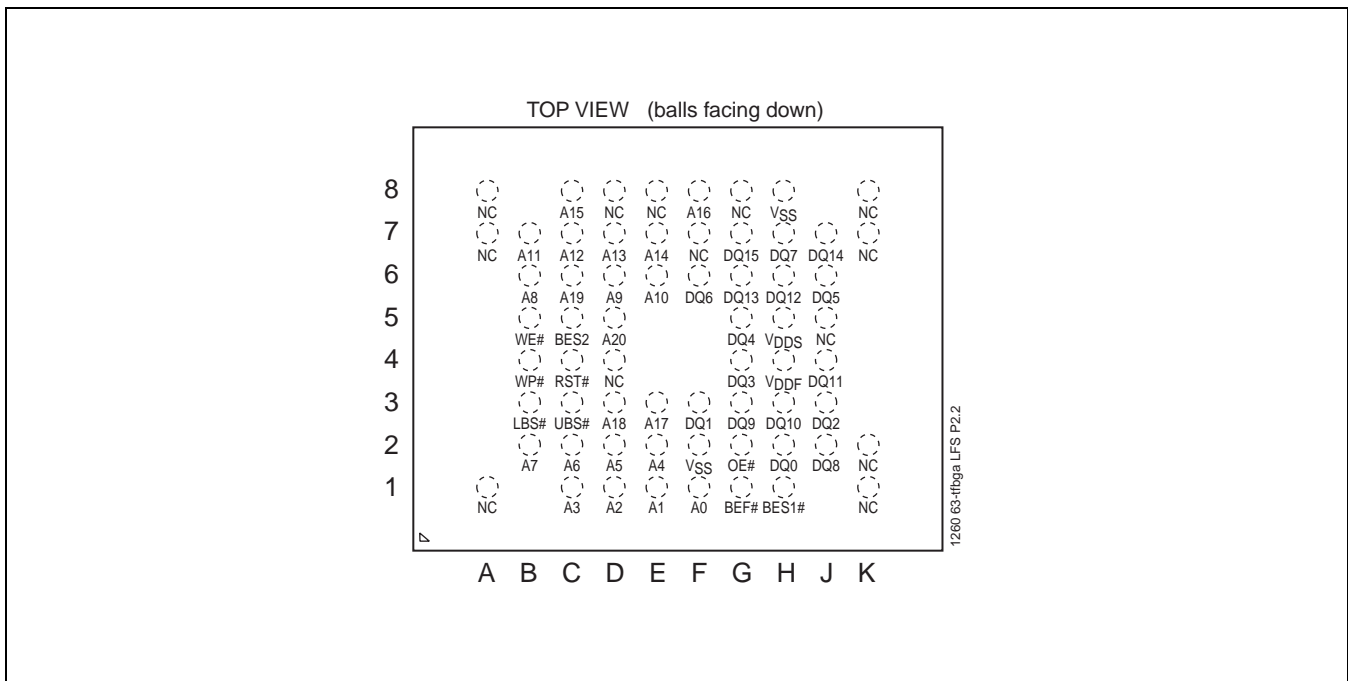 TOP VIEW (balls facing down)
8
NC A15 NC NC A16 NC VSS NC
7
NC A11 A12 A13 A14 NC DQ15 DQ7 DQ14 NC
6
A8 A19 A9 A10 DQ6 DQ13 DQ12 DQ5
5
WE# BES2 A20 DQ4 VDDS NC
4
WP# RST# NC DQ3 VDDF DQ11
3
LBS# UBS# A18 A17 DQ1 DQ9 DQ10 DQ2
2
A7 A6 A5 A4 VSS OE# DQ0 DQ8 NC
1
NC A3 A2 A1 A0 BEF# BES1# NC
A B C D E F G H J K
1260 63-tfbga LFS P2.2